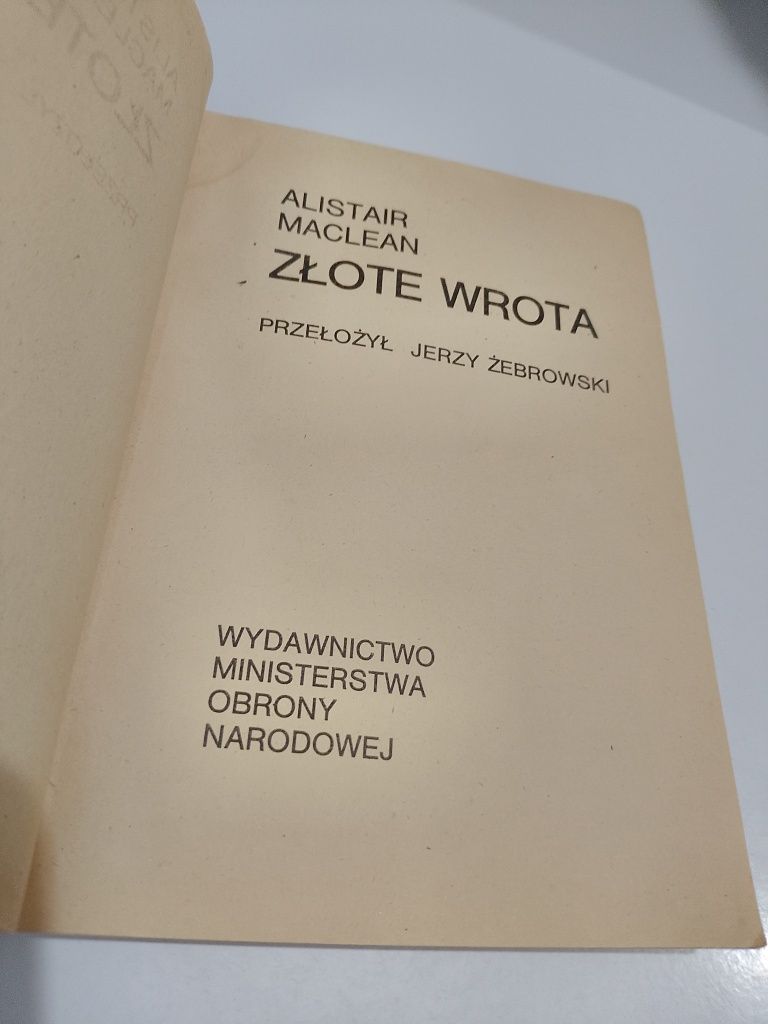 ALISTAIR
MACLEAN
ZŁOTE WROTA
PRZEŁOŻYŁ JERZY ŻEBROWSKI
WYDAWNICTWO
MINISTERSTWA
OBRONY
NARODOWEJ